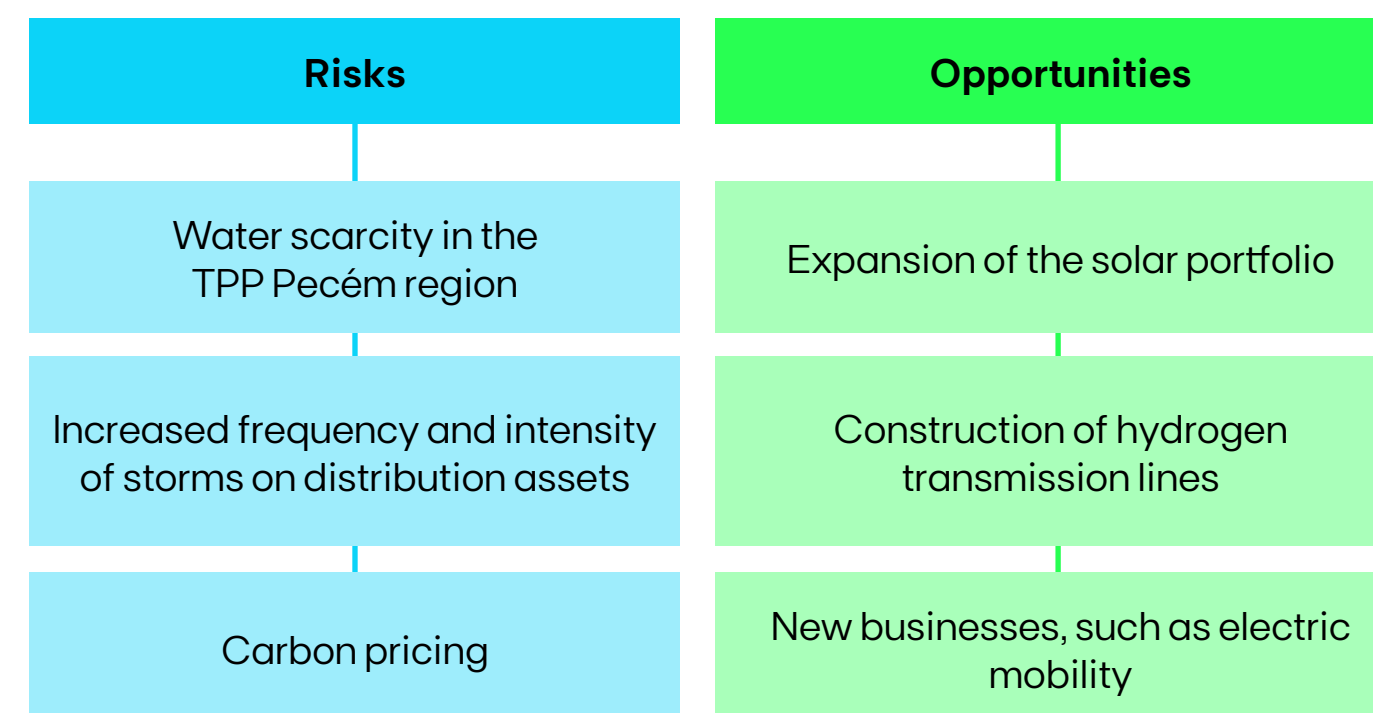 Risks
Water scarcity in the
TPP Pecém region
Increased frequency and intensity
of storms on distribution assets
Carbon pricing
Opportunities
Expansion of the solar portfolio
Construction of hydrogen
transmission lines
New businesses, such as electric
mobility